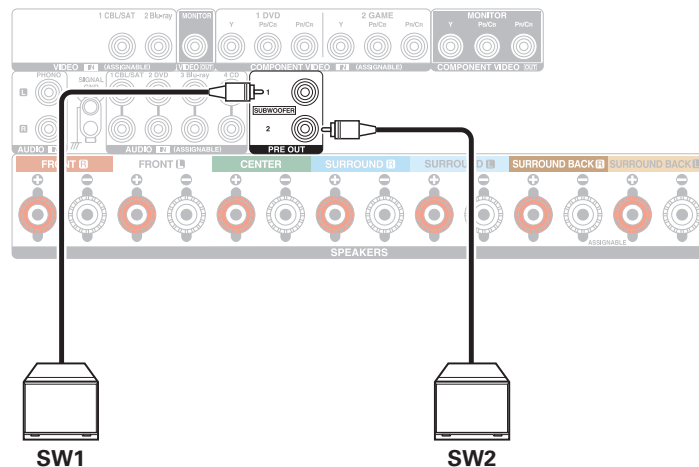 1 CBL/SAT 2 Blu-ray MONITOR 1 DVD 2 GAME MONITOR
Y PB/CB PR/CR Y PB/CB PR/CR Y PB/CB PR/CR
VIDEO IN (ASSIGNABLE) VIDEO OUT COMPONENT VIDEO IN (ASSIGNABLE) COMPONENT VIDEO OUT
PHONO SIGNAL GND 1 CBL/SAT 2 DVD 3 Blu-ray 4 CD
L 1
SUBWOOFER
R 2
AUDIO IN AUDIO IN (ASSIGNABLE) PRE OUT
FRONT R FRONT L CENTER SURROUND R SURROUND L SURROUND BACK R SURROUND BACK L
ASSIGNABLE
SPEAKERS
SW1 SW2